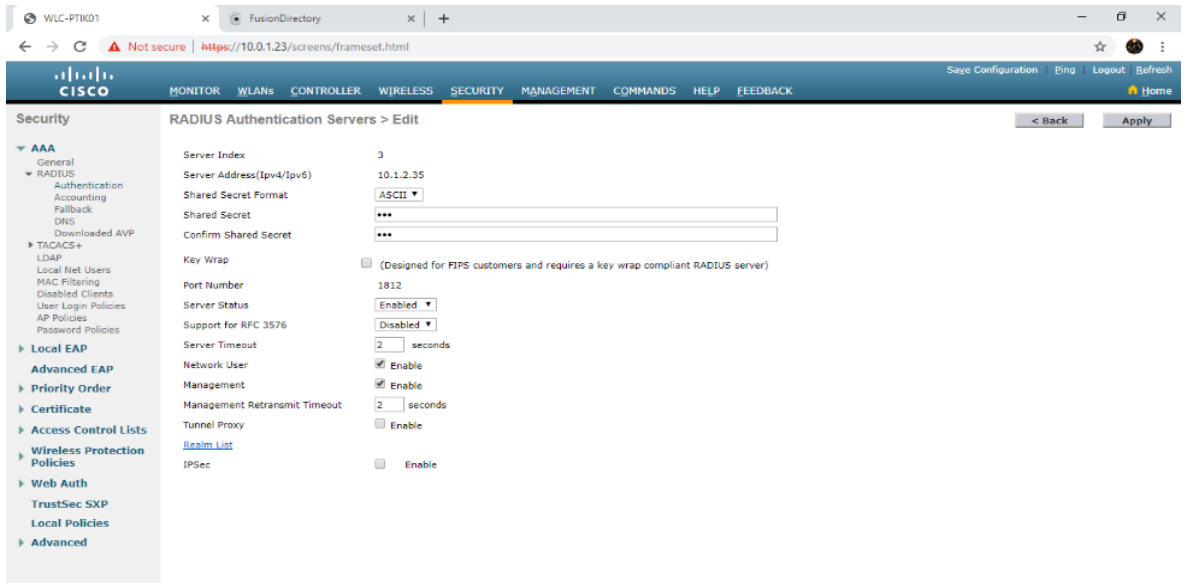 WLC-PTIK01
FusionDirectory
Not secure | https://10.0.1.23/screens/frameset.html
Save Configuration | Ping | Logout | Refresh
CISCO
MONITOR WLANs CONTROLLER WIRELESS SECURITY MANAGEMENT COMMANDS HELP FEEDBACK
Home
Security
RADIUS Authentication Servers > Edit
< Back
Apply
AAA
General
RADIUS
Authentication
Accounting
Fallback
DNS
Downloaded AVP
TACACS+
LDAP
Local Net Users
MAC Filtering
Disabled Clients
User Login Policies
AP Policies
Password Policies
Local EAP
Advanced EAP
Priority Order
Certificate
Access Control Lists
Wireless Protection
Policies
Web Auth
TrustSec SXP
Local Policies
Advanced
Server Index 3
Server Address(Ipv4/Ipv6) 10.1.2.35
Shared Secret Format ASCII
Shared Secret •••
Confirm Shared Secret •••
Key Wrap (Designed for FIPS customers and requires a key wrap compliant RADIUS server)
Port Number 1812
Server Status Enabled
Support for RFC 3576 Disabled
Server Timeout 2 seconds
Network User Enable
Management Enable
Management Retransmit Timeout 2 seconds
Tunnel Proxy Enable
Realm List
IPSec Enable